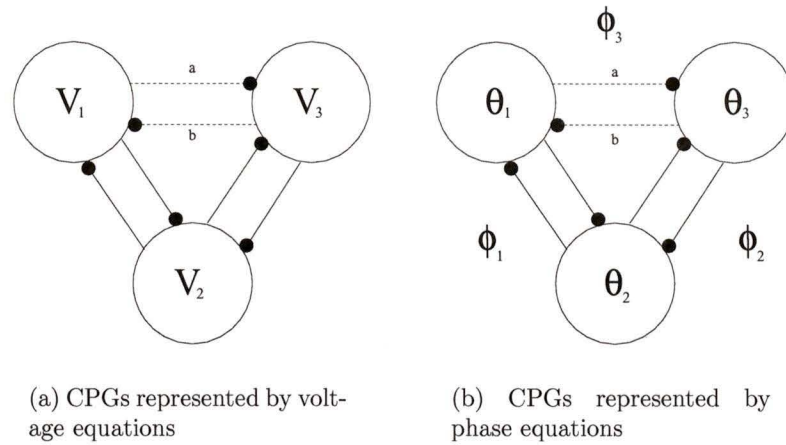 ϕ₃
a
a
V₁
V₃
θ₁
θ₃
b
b
ϕ₁
ϕ₂
V₂
θ₂
(a) CPGs represented by volt-
age equations
(b) CPGs represented by
phase equations